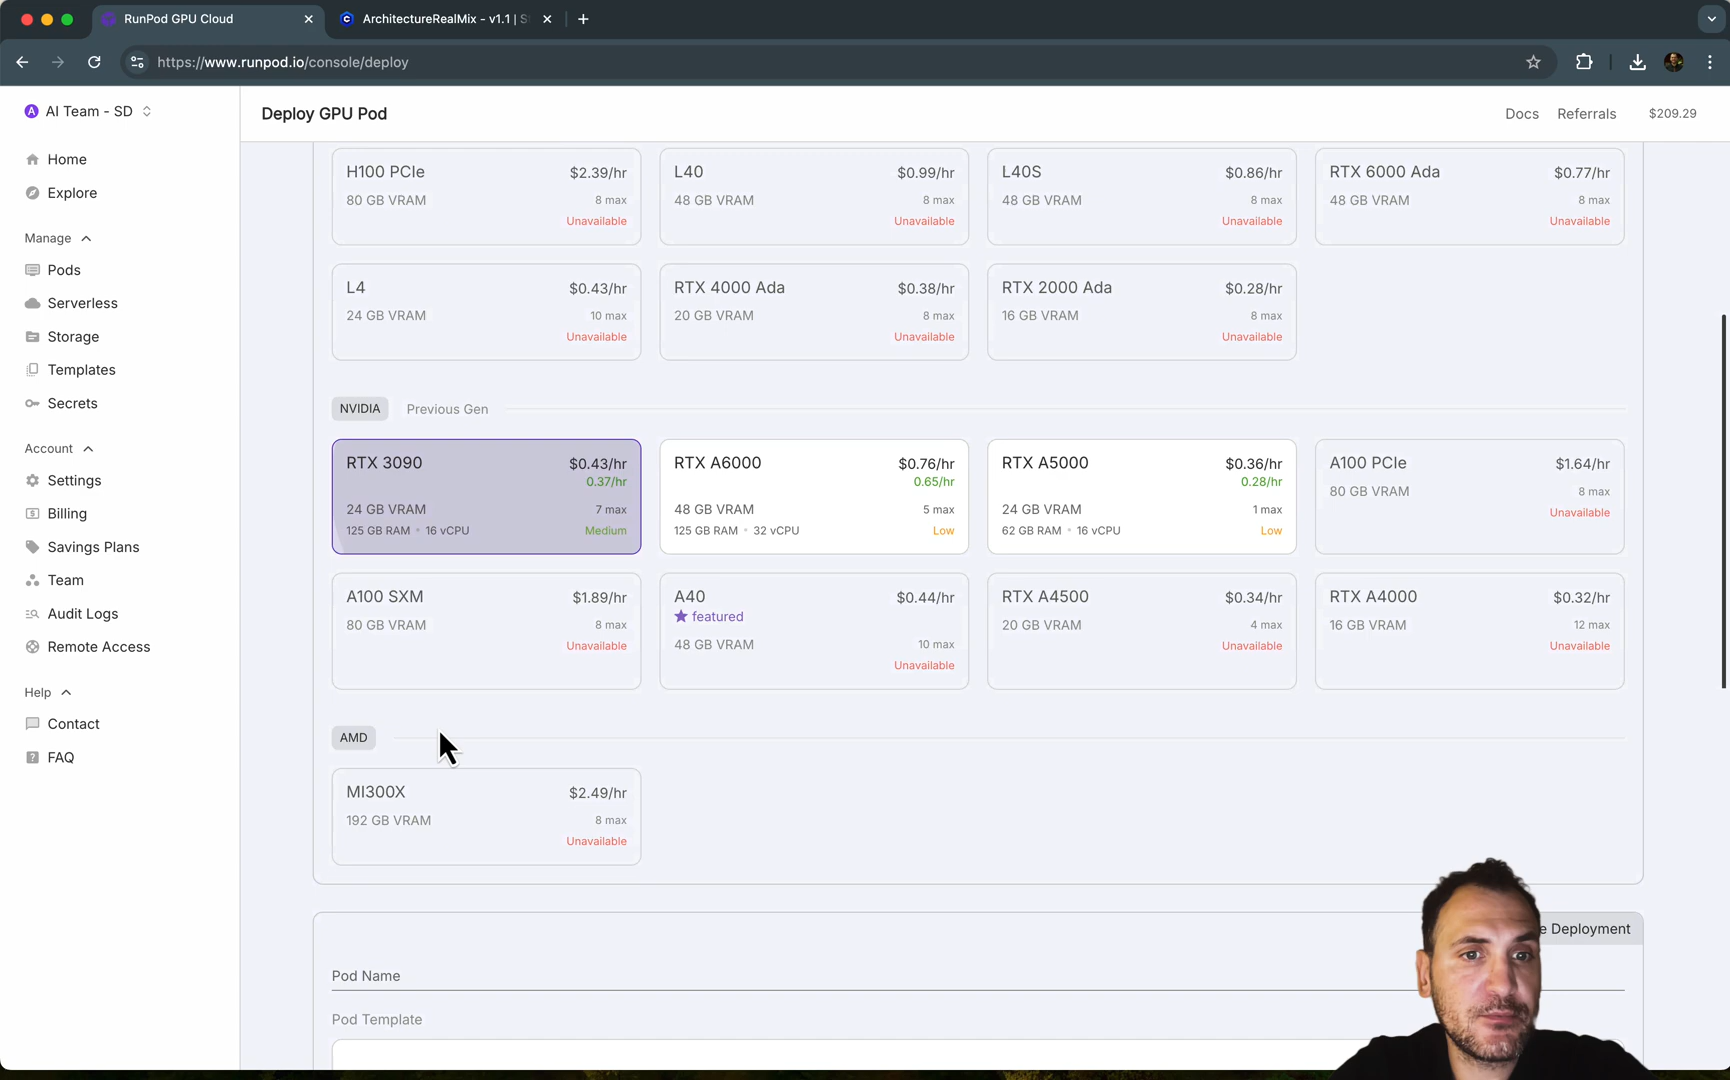 RunPod GPU Cloud
ArchitectureRealMix - v1.1 |
https://www.runpod.io/console/deploy
AI Team - SD
Deploy GPU Pod
Docs
Referrals
$209.29
Home
Explore
Manage
Pods
Serverless
Storage
Templates
Secrets
Account
Settings
Billing
Savings Plans
Team
Audit Logs
Remote Access
Help
Contact
FAQ
H100 PCIe
$2.39/hr
80 GB VRAM
8 max
Unavailable
L40
$0.99/hr
48 GB VRAM
8 max
Unavailable
L40S
$0.86/hr
48 GB VRAM
8 max
Unavailable
RTX 6000 Ada
$0.77/hr
48 GB VRAM
8 max
Unavailable
L4
$0.43/hr
24 GB VRAM
10 max
Unavailable
RTX 4000 Ada
$0.38/hr
20 GB VRAM
8 max
Unavailable
RTX 2000 Ada
$0.28/hr
16 GB VRAM
8 max
Unavailable
NVIDIA
Previous Gen
RTX 3090
$0.43/hr
0.37/hr
24 GB VRAM
7 max
125 GB RAM • 16 vCPU
Medium
RTX A6000
$0.76/hr
0.65/hr
48 GB VRAM
5 max
125 GB RAM • 32 vCPU
Low
RTX A5000
$0.36/hr
0.28/hr
24 GB VRAM
1 max
62 GB RAM • 16 vCPU
Low
A100 PCIe
$1.64/hr
80 GB VRAM
8 max
Unavailable
A100 SXM
$1.89/hr
80 GB VRAM
8 max
Unavailable
A40
$0.44/hr
featured
48 GB VRAM
10 max
Unavailable
RTX A4500
$0.34/hr
20 GB VRAM
4 max
Unavailable
RTX A4000
$0.32/hr
16 GB VRAM
12 max
Unavailable
AMD
MI300X
$2.49/hr
192 GB VRAM
8 max
Unavailable
e Deployment
Pod Name
Pod Template